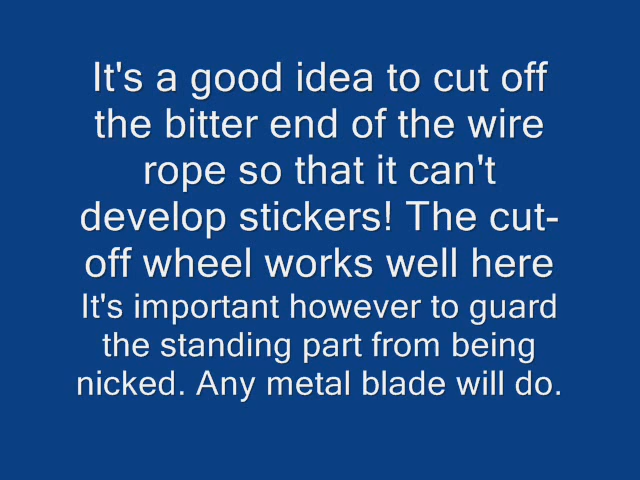 It's a good idea to cut off
the bitter end of the wire
rope so that it can't
develop stickers! The cut-
off wheel works well here
It's important however to guard
the standing part from being
nicked. Any metal blade will do.